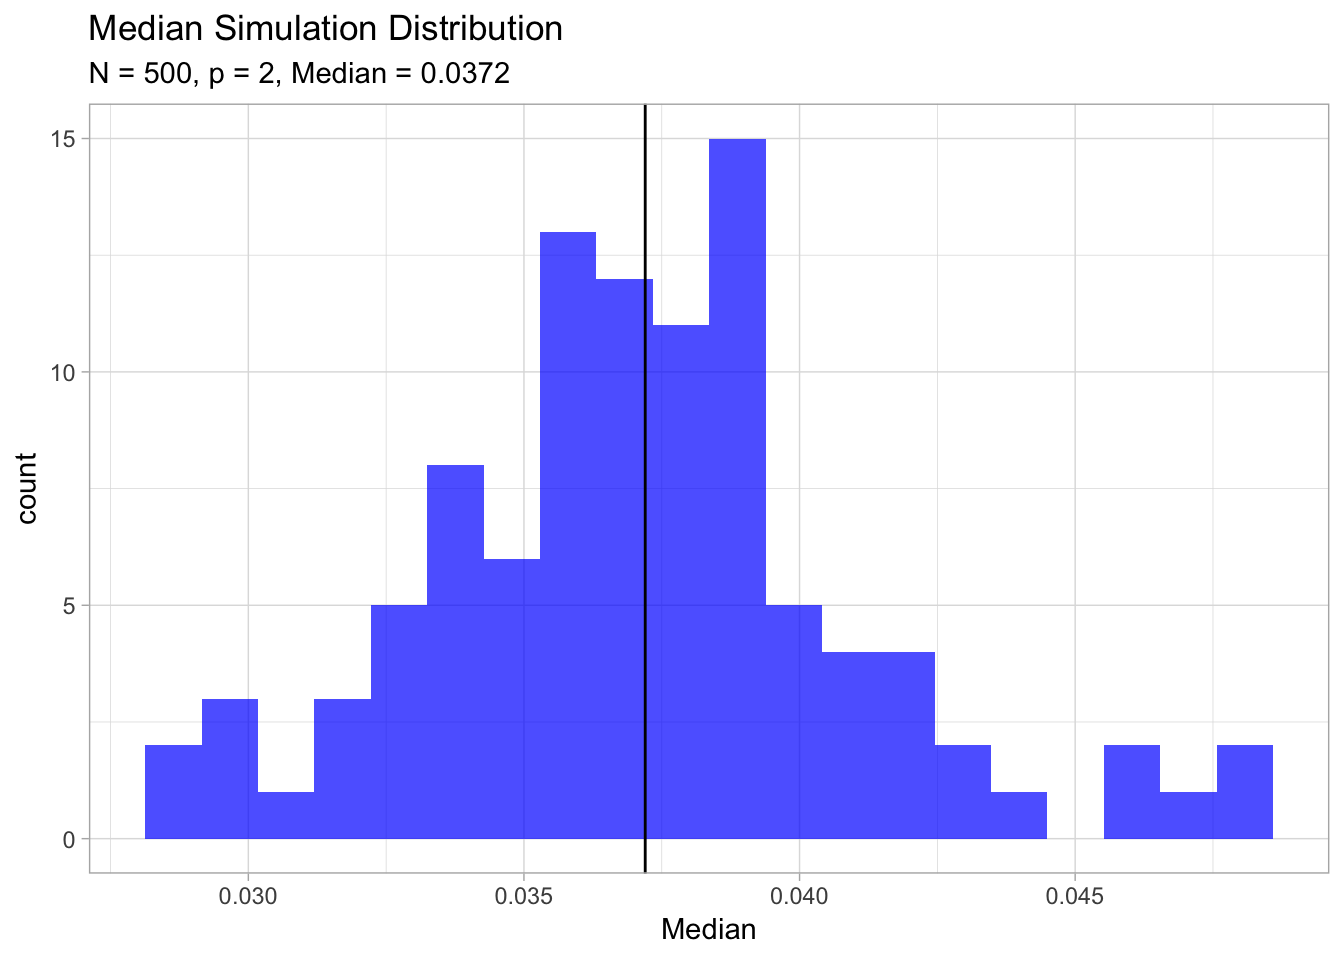 Median Simulation Distribution
N = 500, p = 2, Median = 0.0372
15
10
5
0
count
0.030
0.035
0.040
0.045
Median